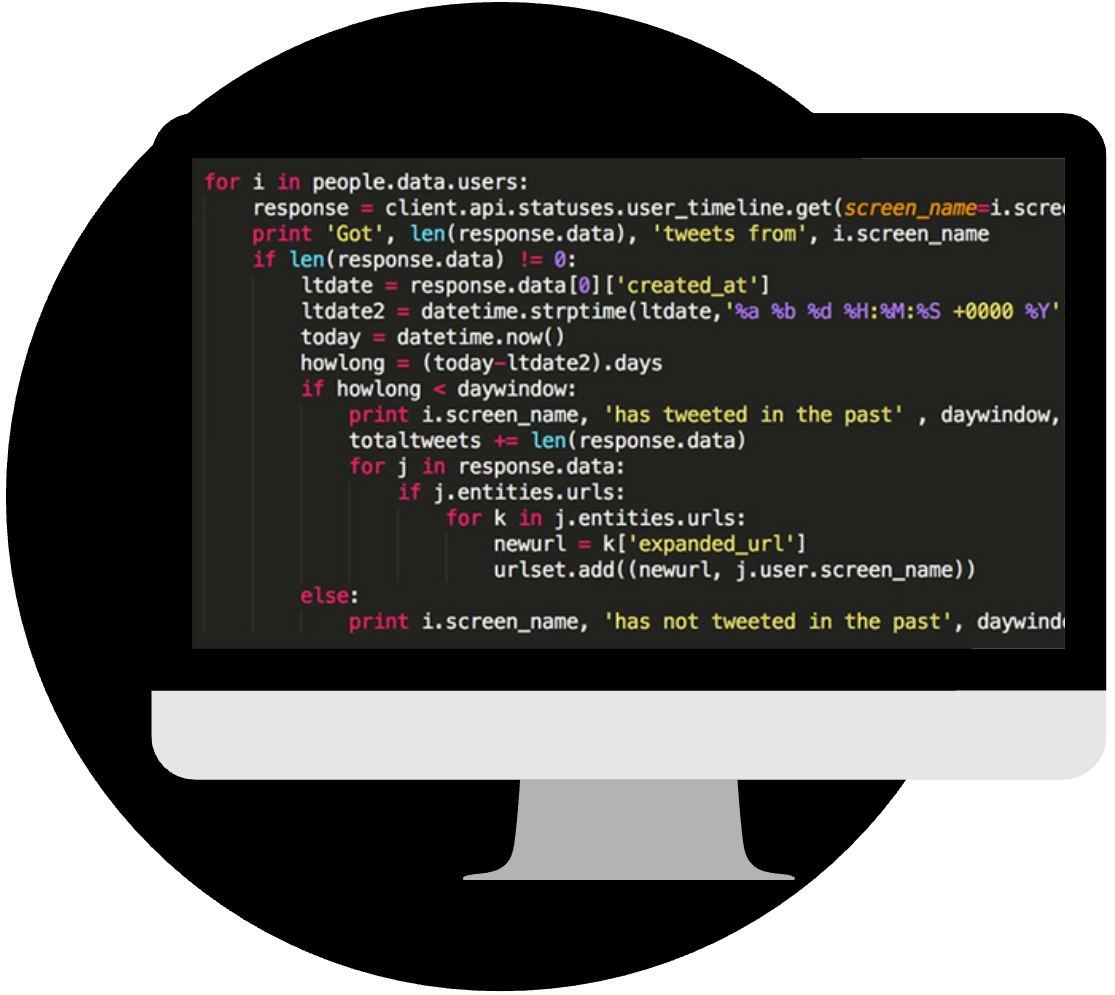 for i in people.data.users:
response = client.api.statuses.user_timeline.get(screen_name=i.scre
print 'Got', len(response.data), 'tweets from', i.screen_name
if len(response.data) != 0:
ltdate = response.data[0]['created_at']
ltdate2 = datetime.strptime(ltdate,'%a %b %d %H:%M:%S +0000 %Y'
today = datetime.now()
howlong = (today-ltdate2).days
if howlong < daywindow:
print i.screen_name, 'has tweeted in the past' , daywindow,
totaltweets += len(response.data)
for j in response.data:
if j.entities.urls:
for k in j.entities.urls:
newurl = k['expanded_url']
urlset.add((newurl, j.user.screen_name))
else:
print i.screen_name, 'has not tweeted in the past', daywind